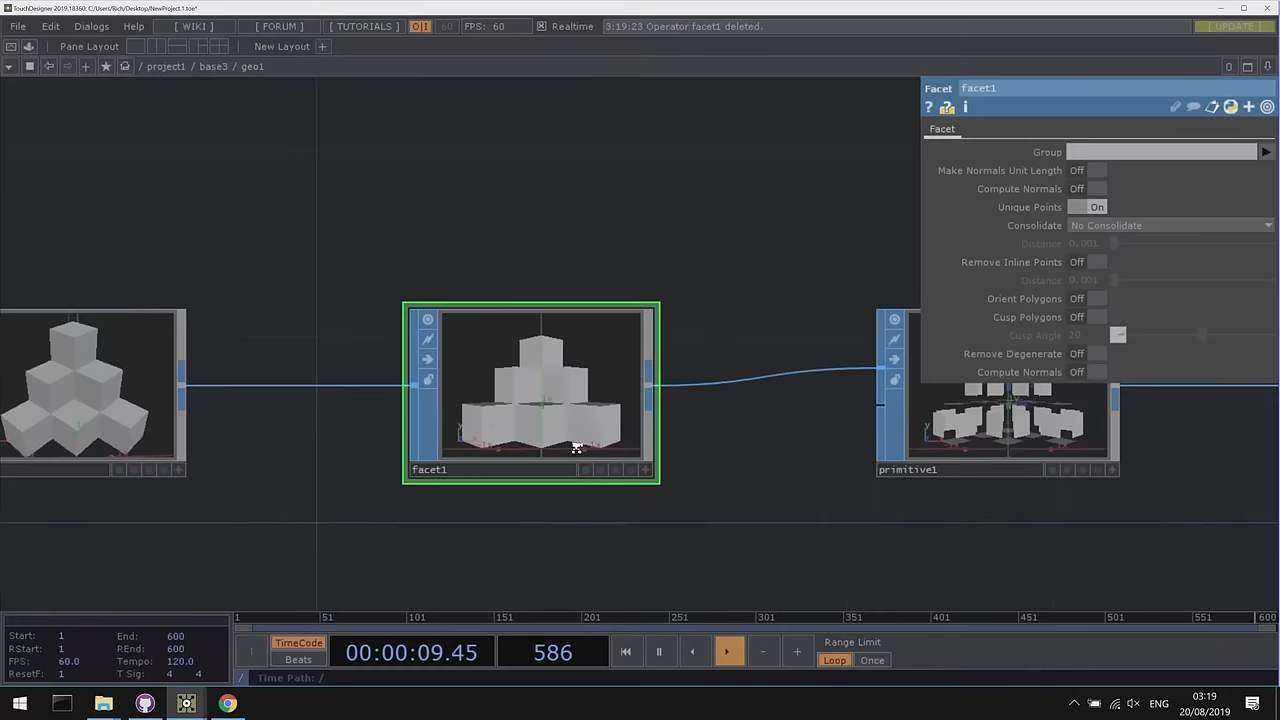 TouchDesigner 2019.18360: C:/Users/Rich/Desktop/NewProject.1.toe*
File Edit Dialogs Help [ WIKI ] [ FORUM ] [ TUTORIALS ] O|I 60 FPS: 60 Realtime 3:19:23 Operator facet1 deleted. [ UPDATE ]
Pane Layout New Layout +
/ project1 / base3 / geo1 0
Facet facet1
? ? i
Facet
Group
Make Normals Unit Length Off
Compute Normals Off
Unique Points On
Consolidate No Consolidate
Distance 0.001
Remove Inline Points Off
Distance 0.001
Orient Polygons Off
Cusp Polygons Off
Cusp Angle 20
Remove Degenerate Off
Compute Normals Off
facet1
primitive1
1 51 101 151 201 251 301 351 401 451 501 551 600
Start: 1 End: 600
RStart: 1 REnd: 600
FPS: 60.0 Tempo: 120.0
ResetF: 1 T Sig: 4 4
TimeCode
Beats
00:00:09.45
586
Range Limit
Loop Once
/ Time Path: /
ENG
03:19
20/08/2019